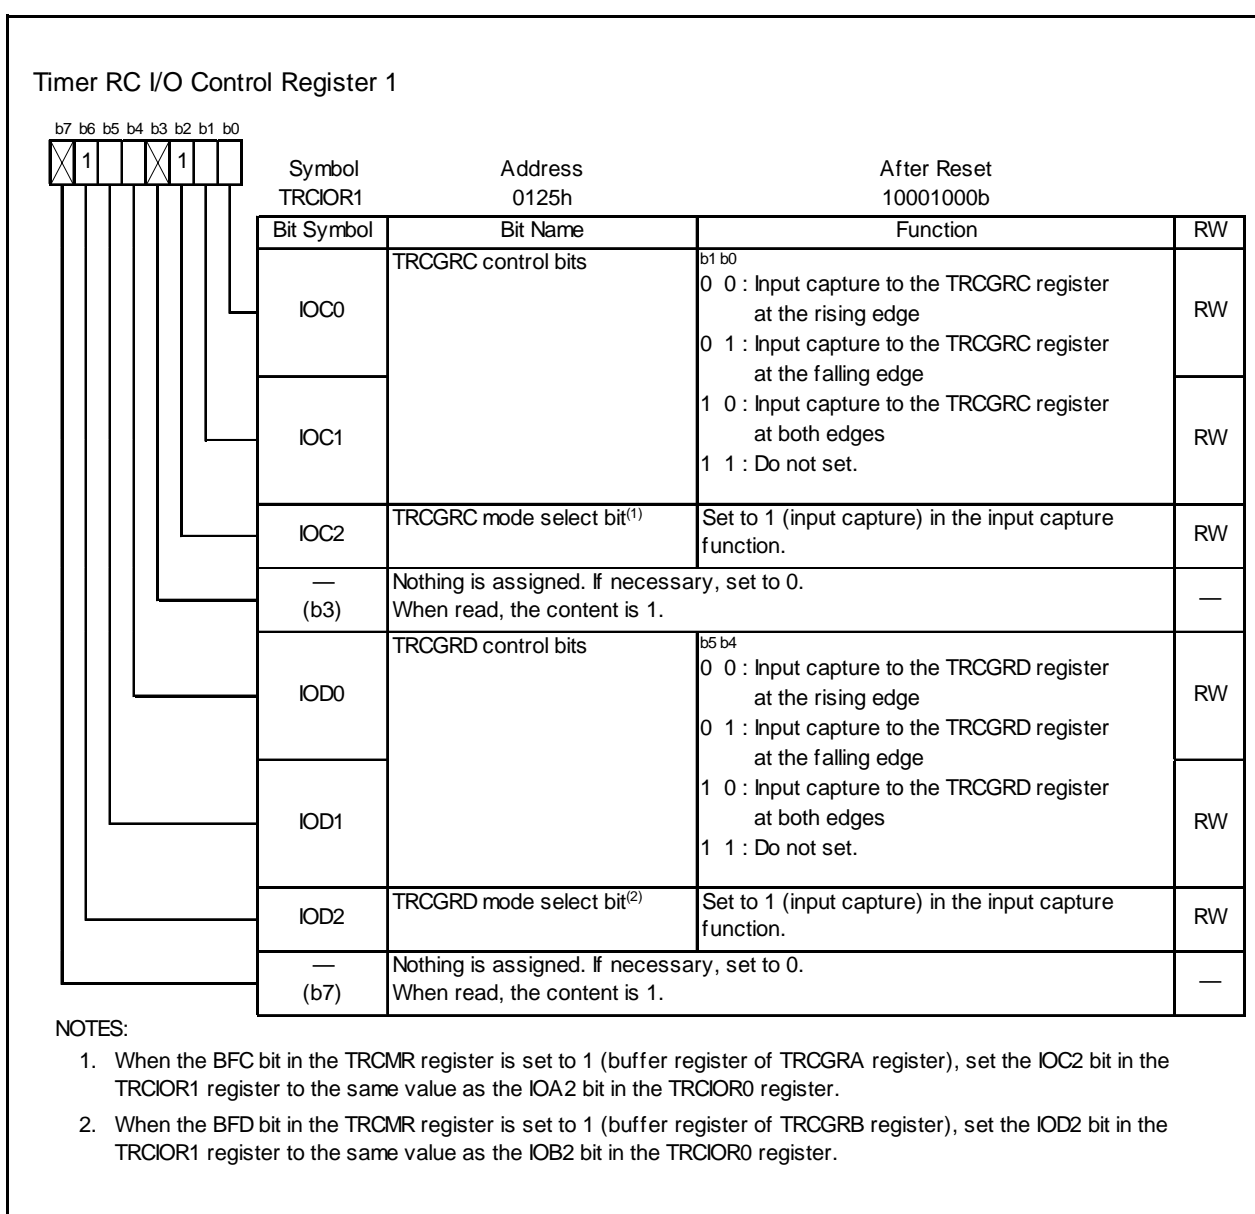 Timer RC I/O Control Register 1
b7 b6 b5 b4 b3 b2 b1 b0
1 1
Symbol Address After Reset
TRCIOR1 0125h 10001000b
Bit Symbol Bit Name Function RW
IOC0 TRCGRC control bits b1 b0
0 0 : Input capture to the TRCGRC register
at the rising edge RW
0 1 : Input capture to the TRCGRC register
at the falling edge
IOC1 1 0 : Input capture to the TRCGRC register
at both edges RW
1 1 : Do not set.
IOC2 TRCGRC mode select bit(1) Set to 1 (input capture) in the input capture
function. RW
— Nothing is assigned. If necessary, set to 0.
(b3) When read, the content is 1. —
IOD0 TRCGRD control bits b5 b4
0 0 : Input capture to the TRCGRD register
at the rising edge RW
0 1 : Input capture to the TRCGRD register
at the falling edge
IOD1 1 0 : Input capture to the TRCGRD register
at both edges RW
1 1 : Do not set.
IOD2 TRCGRD mode select bit(2) Set to 1 (input capture) in the input capture
function. RW
— Nothing is assigned. If necessary, set to 0.
(b7) When read, the content is 1. —
NOTES:
1. When the BFC bit in the TRCMR register is set to 1 (buffer register of TRCGRA register), set the IOC2 bit in the
TRCIOR1 register to the same value as the IOA2 bit in the TRCIOR0 register.
2. When the BFD bit in the TRCMR register is set to 1 (buffer register of TRCGRB register), set the IOD2 bit in the
TRCIOR1 register to the same value as the IOB2 bit in the TRCIOR0 register.